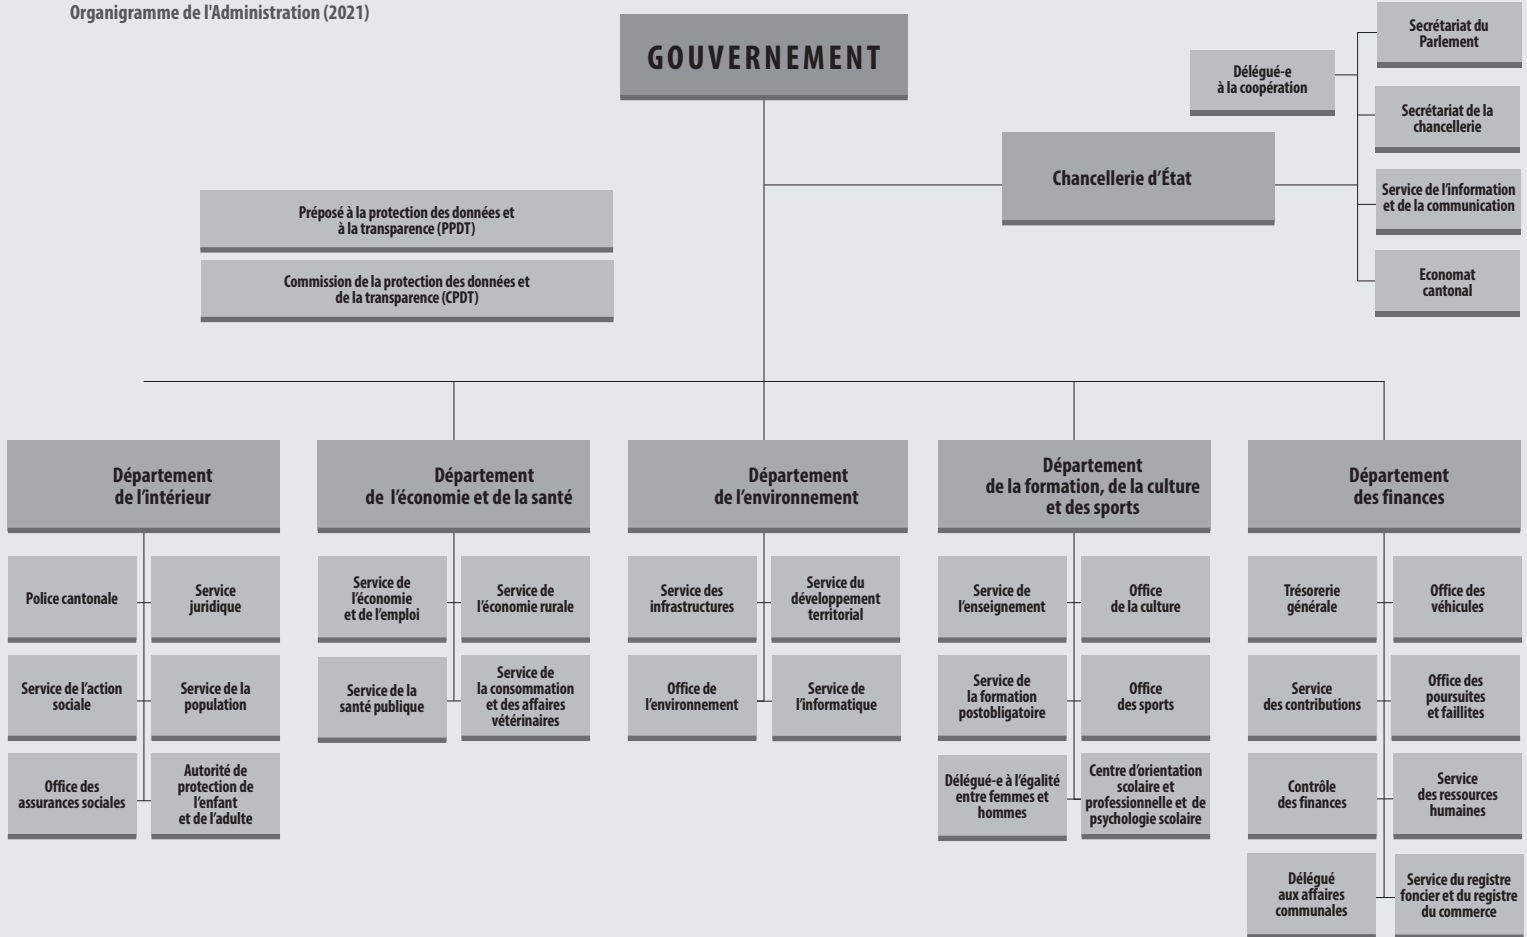 Organigramme de l'Administration (2021)
GOUVERNEMENT
Délégué-e
à la coopération
Secrétariat du
Parlement
Secrétariat de la
chancellerie
Chancellerie d'État
Service de l'information
et de la communication
Economat
cantonal
Préposé à la protection des données et
à la transparence (PPDT)
Commission de la protection des données et
de la transparence (CPDT)
Département
de l'intérieur
Département
de l'économie et de la santé
Département
de l'environnement
Département
de la formation, de la culture
et des sports
Département
des finances
Police cantonale
Service
juridique
Service de l'action
sociale
Service de la
population
Office des
assurances sociales
Autorité de
protection de
l'enfant
et de l'adulte
Service de
l'économie
et de l'emploi
Service de
l'économie rurale
Service de la
santé publique
Service de
la consommation
et des affaires
vétérinaires
Service des
infrastructures
Service du
développement
territorial
Office de
l'environnement
Service de
l'informatique
Service de
l'enseignement
Office
de la culture
Service de
la formation
postobligatoire
Office
des sports
Délégué-e à l'égalité
entre femmes et
hommes
Centre d'orientation
scolaire et
professionnelle et de
psychologie scolaire
Trésorerie
générale
Office des
véhicules
Service
des contributions
Office des
poursuites
et faillites
Contrôle
des finances
Service
des ressources
humaines
Délégué
aux affaires
communales
Service du registre
foncier et du registre
du commerce